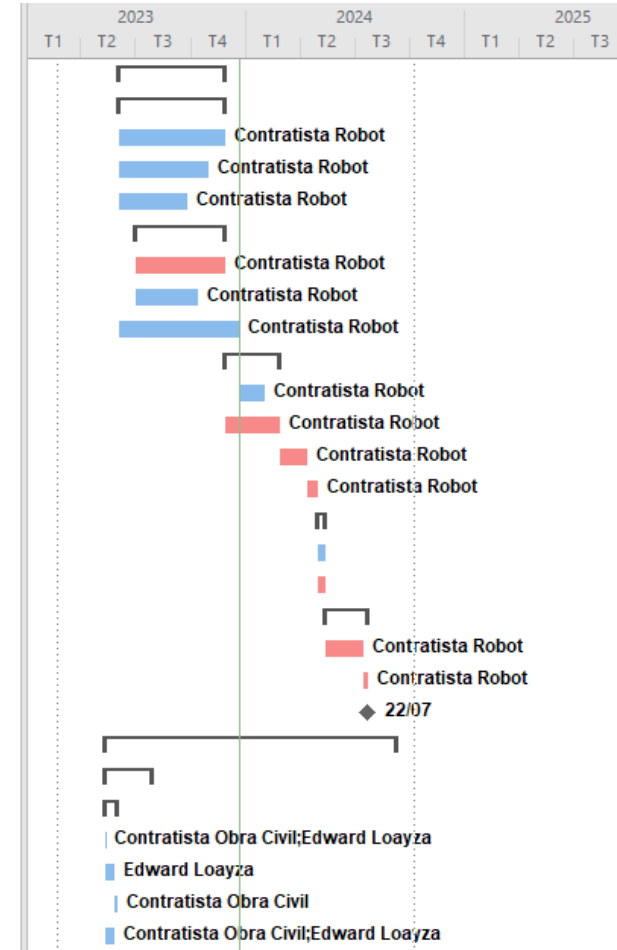 2023 2024 2025
T1 T2 T3 T4 T1 T2 T3 T4 T1 T2 T3
Contratista Robot
Contratista Robot
Contratista Robot
Contratista Robot
Contratista Robot
Contratista Robot
Contratista Robot
Contratista Robot
Contratista Robot
Contratista Robot
Contratista Robot
Contratista Robot
22/07
Contratista Obra Civil;Edward Loayza
Edward Loayza
Contratista Obra Civil
Contratista Obra Civil;Edward Loayza